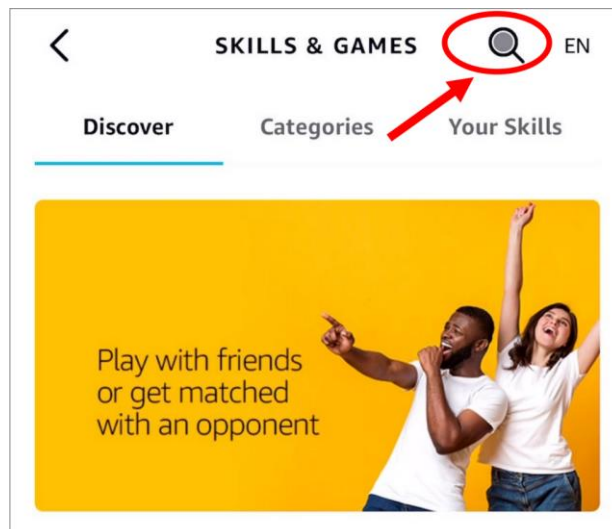 SKILLS & GAMES EN
Discover Categories Your Skills
Play with friends
or get matched
with an opponent